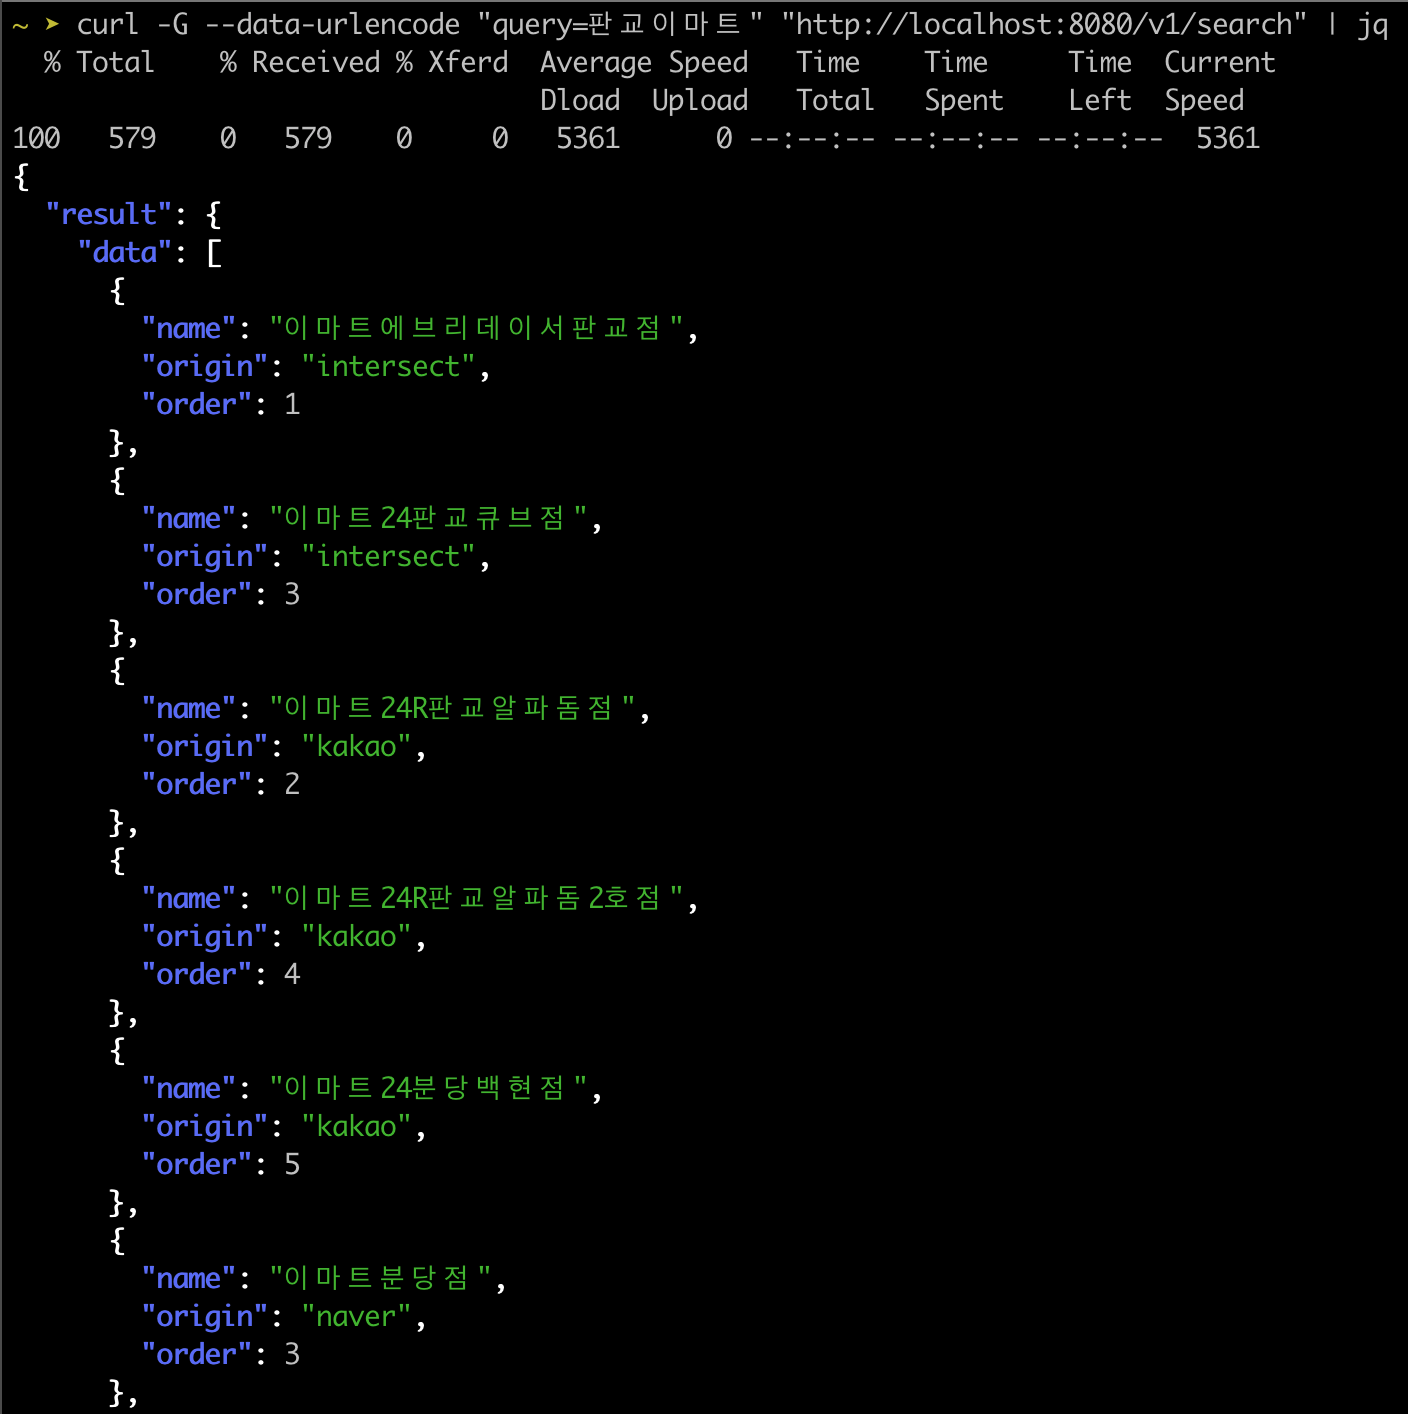 ~ ➤ curl -G --data-urlencode "query=판교이마트" "http://localhost:8080/v1/search" | jq
  % Total    % Received % Xferd  Average Speed   Time    Time     Time  Current
                                 Dload  Upload   Total   Spent    Left  Speed
100   579    0   579    0     0   5361      0 --:--:-- --:--:-- --:--:--  5361
{
  "result": {
    "data": [
      {
        "name": "이마트에브리데이서판교점",
        "origin": "intersect",
        "order": 1
      },
      {
        "name": "이마트24판교큐브점",
        "origin": "intersect",
        "order": 3
      },
      {
        "name": "이마트24R판교알파돔점",
        "origin": "kakao",
        "order": 2
      },
      {
        "name": "이마트24R판교알파돔2호점",
        "origin": "kakao",
        "order": 4
      },
      {
        "name": "이마트24분당백현점",
        "origin": "kakao",
        "order": 5
      },
      {
        "name": "이마트분당점",
        "origin": "naver",
        "order": 3
      },